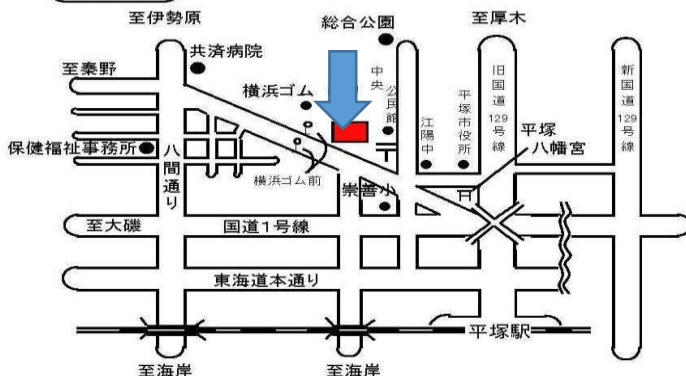 至伊勢原
総合公園
至厚木
共済病院
至秦野
横浜ゴム
中央公民館
旧国道129号線
新国道129号線
江陽中
平塚市役所
平塚八幡宮
保健福祉事務所
八間通り
横浜ゴム前
崇善小
至大磯
国道1号線
東海道本通り
平塚駅
至海岸
至海岸